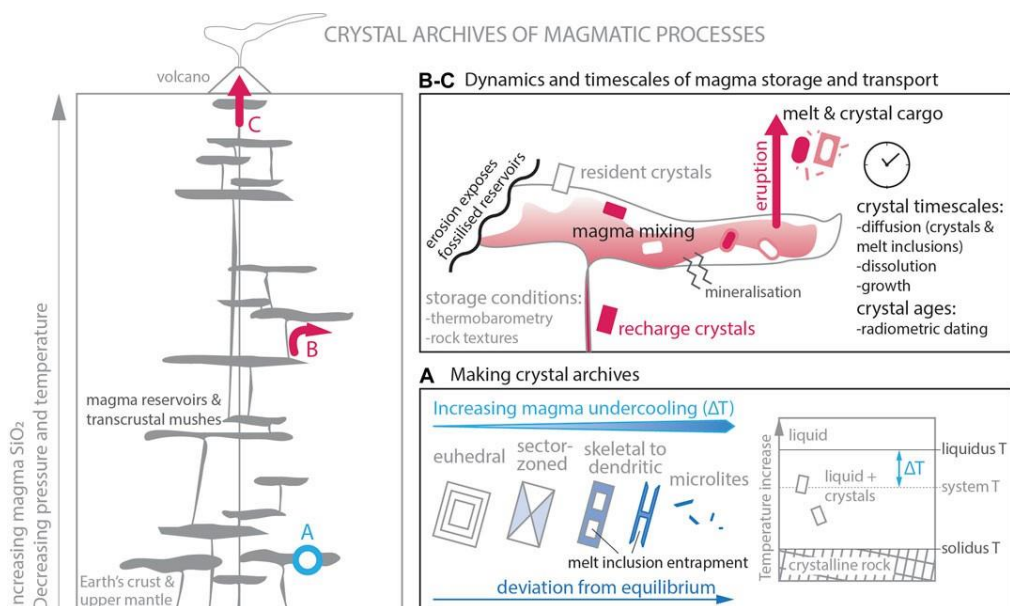 CRYSTAL ARCHIVES OF MAGMATIC PROCESSES
volcano
C
B
magma reservoirs &
transcrustal mushes
A
Earth's crust &
upper mantle
ncreasing magma SiO₂
Decreasing pressure and temperature
B-C Dynamics and timescales of magma storage and transport
melt & crystal cargo
erosion exposes
fossilised reservoirs
resident crystals
magma mixing
eruption
mineralisation
storage conditions:
-thermobarometry
-rock textures
recharge crystals
crystal timescales:
-diffusion (crystals &
melt inclusions)
-dissolution
-growth
crystal ages:
-radiometric dating
A Making crystal archives
Increasing magma undercooling (ΔT)
euhedral
sector-
zoned
skeletal to
dendritic
microlites
melt inclusion entrapment
deviation from equilibrium
Temperature increase
liquid
liquidus T
ΔT
liquid +
crystals
system T
solidus T
crystalline rock